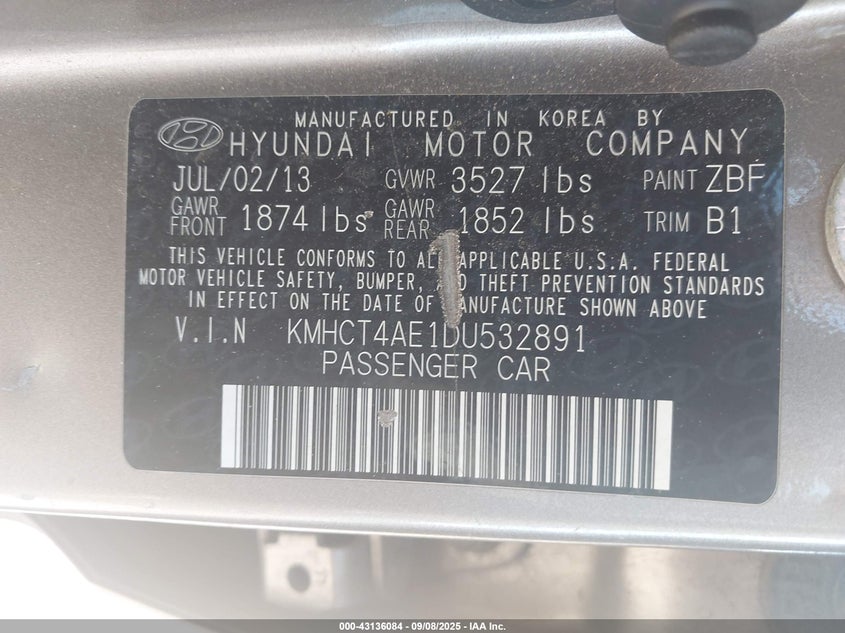 MANUFACTURED IN KOREA BY
HYUNDAI MOTOR COMPANY
JUL/02/13 GVWR 3527 lbs PAINT ZBF
GAWR FRONT 1874 lbs GAWR REAR 1852 lbs TRIM B1
THIS VEHICLE CONFORMS TO ALL APPLICABLE U.S.A. FEDERAL
MOTOR VEHICLE SAFETY, BUMPER, AND THEFT PREVENTION STANDARDS
IN EFFECT ON THE DATE OF MANUFACTURE SHOWN ABOVE
V.I.N KMHCT4AE1DU532891
PASSENGER CAR
000-43136084 - 09/08/2025 - IAA Inc.